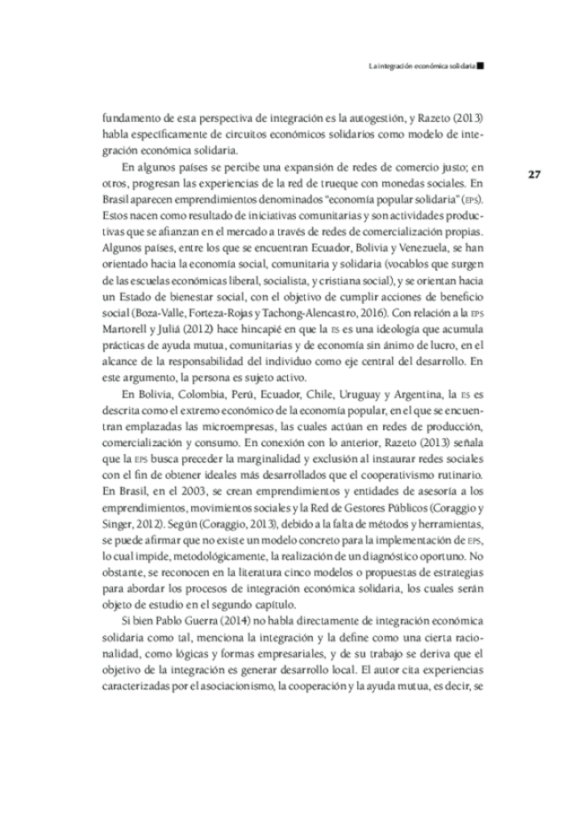 La integración económica solidaria
fundamento de esta perspectiva de integración es la autogestión, y Razeto (2013)
habla específicamente de circuitos económicos solidarios como modelo de inte-
gración económica solidaria.
En algunos países se percibe una expansión de redes de comercio justo; en
otros, progresan las experiencias de la red de trueque con monedas sociales. En
Brasil aparecen emprendimientos denominados “economía popular solidaria” (EPS).
Estos nacen como resultado de iniciativas comunitarias y son actividades produc-
tivas que se afianzan en el mercado a través de redes de comercialización propias.
Algunos países, entre los que se encuentran Ecuador, Bolivia y Venezuela, se han
orientado hacia la economía social, comunitaria y solidaria (vocablos que surgen
de las escuelas económicas liberal, socialista, y cristiana social), y se orientan hacia
un Estado de bienestar social, con el objetivo de cumplir acciones de beneficio
social (Boza-Valle, Forteza-Rojas y Tachong-Alencastro, 2016). Con relación a la EPS
Martorell y Juliá (2012) hace hincapié en que la ES es una ideología que acumula
prácticas de ayuda mutua, comunitarias y de economía sin ánimo de lucro, en el
alcance de la responsabilidad del individuo como eje central del desarrollo. En
este argumento, la persona es sujeto activo.
En Bolivia, Colombia, Perú, Ecuador, Chile, Uruguay y Argentina, la ES es
descrita como el extremo económico de la economía popular, en el que se encuen-
tran emplazadas las microempresas, las cuales actúan en redes de producción,
comercialización y consumo. En conexión con lo anterior, Razeto (2013) señala
que la EPS busca preceder la marginalidad y exclusión al instaurar redes sociales
con el fin de obtener ideales más desarrollados que el cooperativismo rutinario.
En Brasil, en el 2003, se crean emprendimientos y entidades de asesoría a los
emprendimientos, movimientos sociales y la Red de Gestores Públicos (Coraggio y
Singer, 2012). Según (Coraggio, 2013), debido a la falta de métodos y herramientas,
se puede afirmar que no existe un modelo concreto para la implementación de EPS,
lo cual impide, metodológicamente, la realización de un diagnóstico oportuno. No
obstante, se reconocen en la literatura cinco modelos o propuestas de estrategias
para abordar los procesos de integración económica solidaria, los cuales serán
objeto de estudio en el segundo capítulo.
Si bien Pablo Guerra (2014) no habla directamente de integración económica
solidaria como tal, menciona la integración y la define como una cierta racio-
nalidad, como lógicas y formas empresariales, y de su trabajo se deriva que el
objetivo de la integración es generar desarrollo local. El autor cita experiencias
caracterizadas por el asociacionismo, la cooperación y la ayuda mutua, es decir, se
27